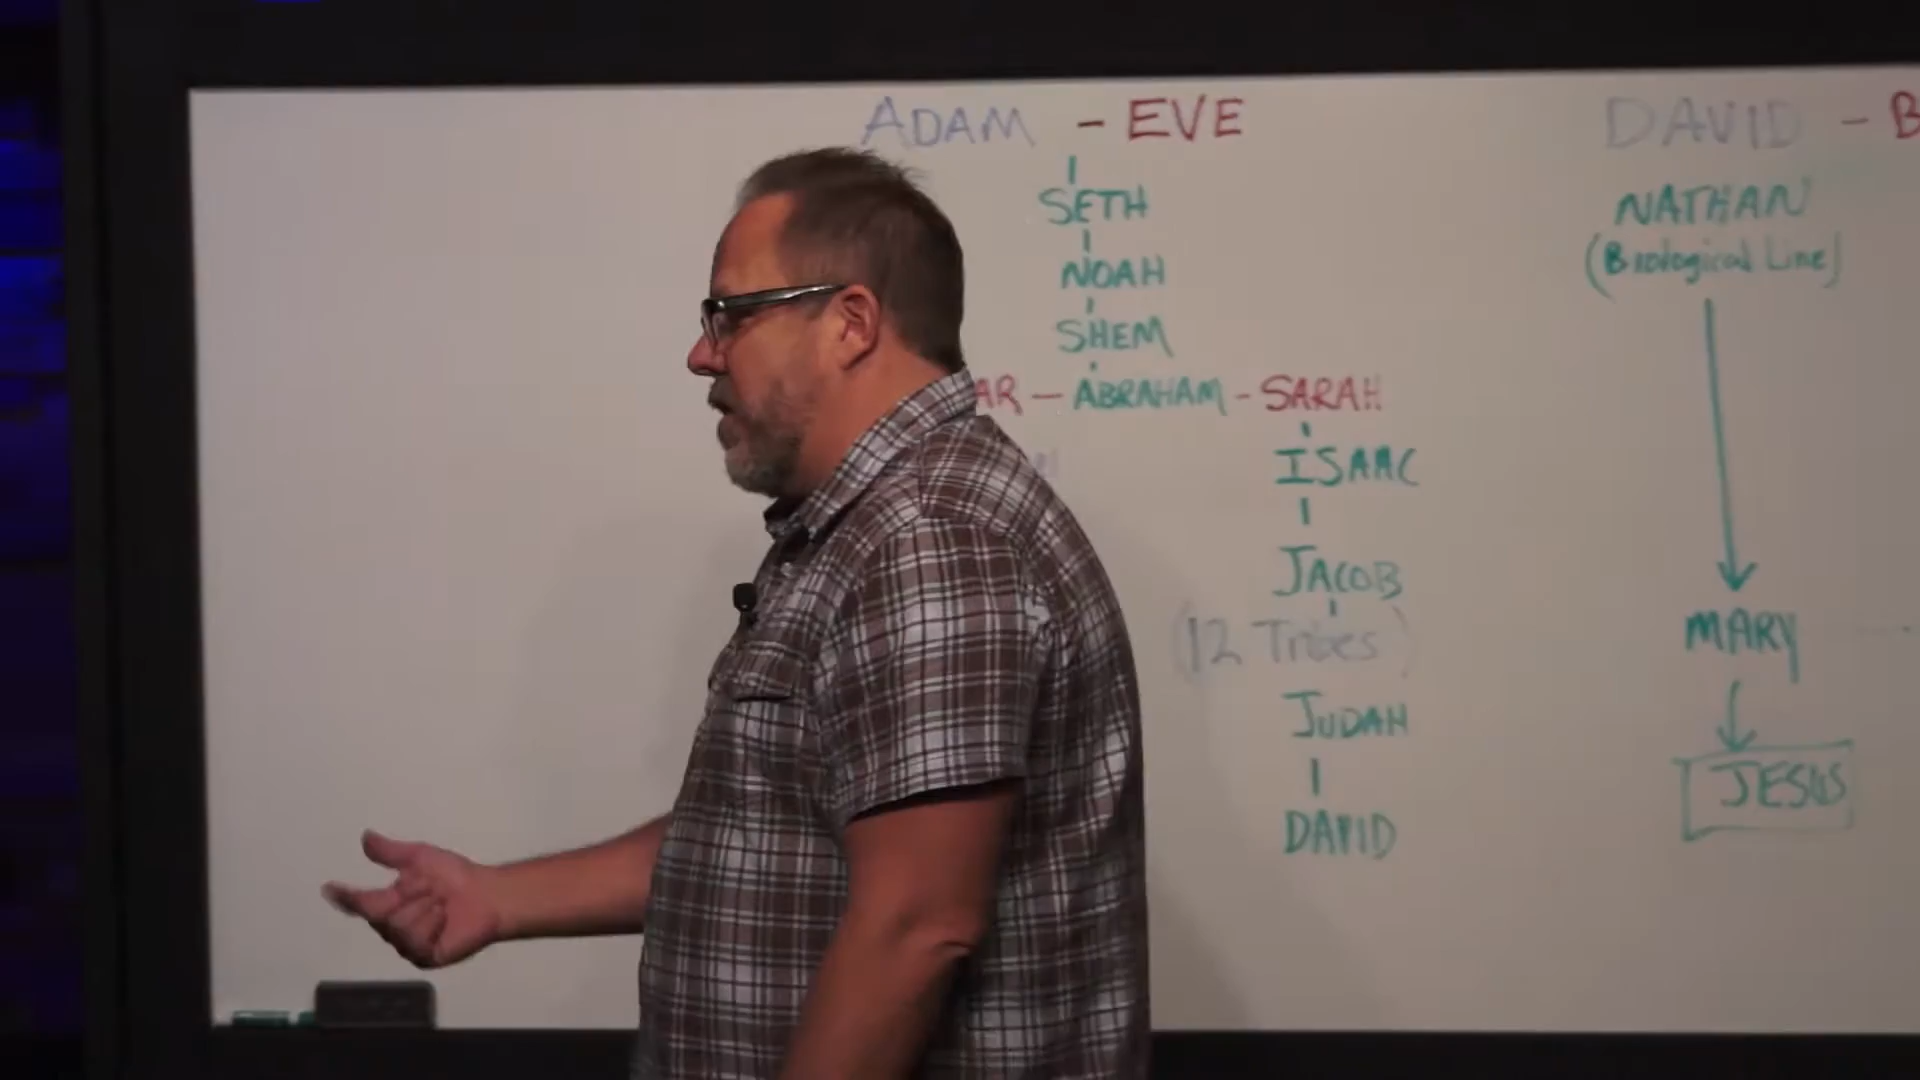 ADAM - EVE
SETH
NOAH
SHEM
AR - ABRAHAM - SARAH
ISAAC
JACOB
(12 Tribes)
JUDAH
DAVID
DAVID - B
NATHAN
(Biological Line)
MARY
JESUS